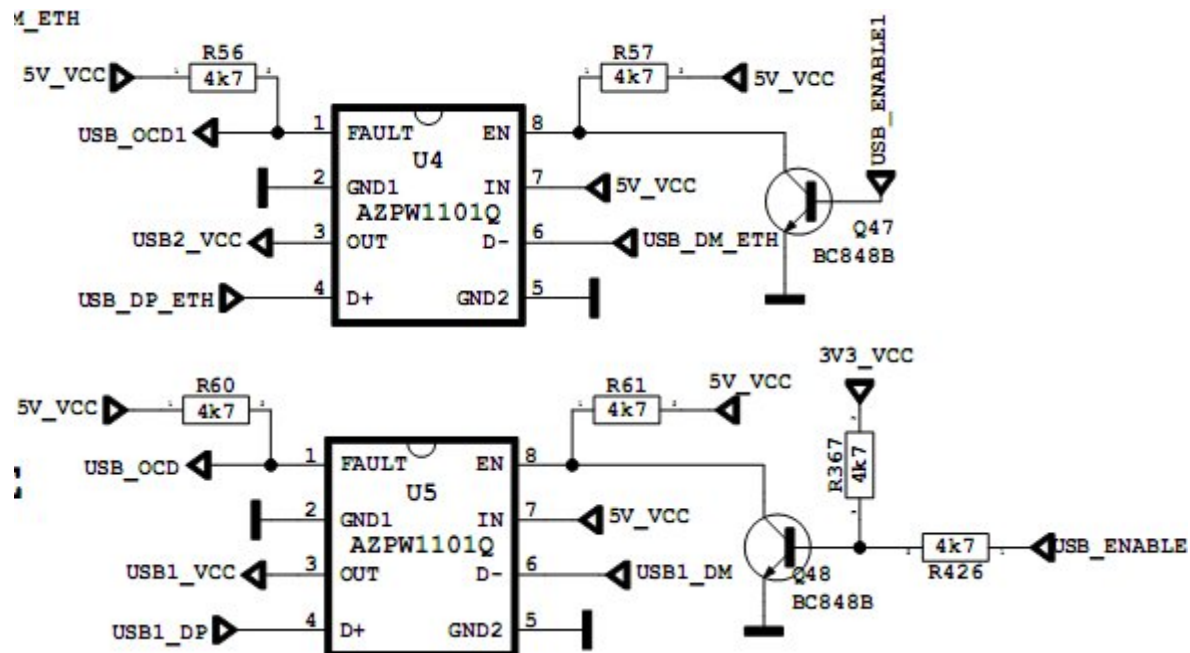 M_ETH
R56
R57
5V_VCC
4k7
4k7
5V_VCC
USB_ENABLE1
USB_OCD1
1
FAULT
EN
8
U4
2
GND1
IN
7
5V_VCC
AZPW1101Q
USB2_VCC
3
OUT
D-
6
USB_DM_ETH
Q47
BC848B
USB_DP_ETH
4
D+
GND2
5
3V3_VCC
R60
R61
5V_VCC
5V_VCC
4k7
4k7
R367
4k7
USB_OCD
1
FAULT
EN
8
U5
2
GND1
IN
7
5V_VCC
AZPW1101Q
4k7
USB_ENABLE
USB1_VCC
3
OUT
D-
6
USB1_DM
Q48
R426
BC848B
USB1_DP
4
D+
GND2
5